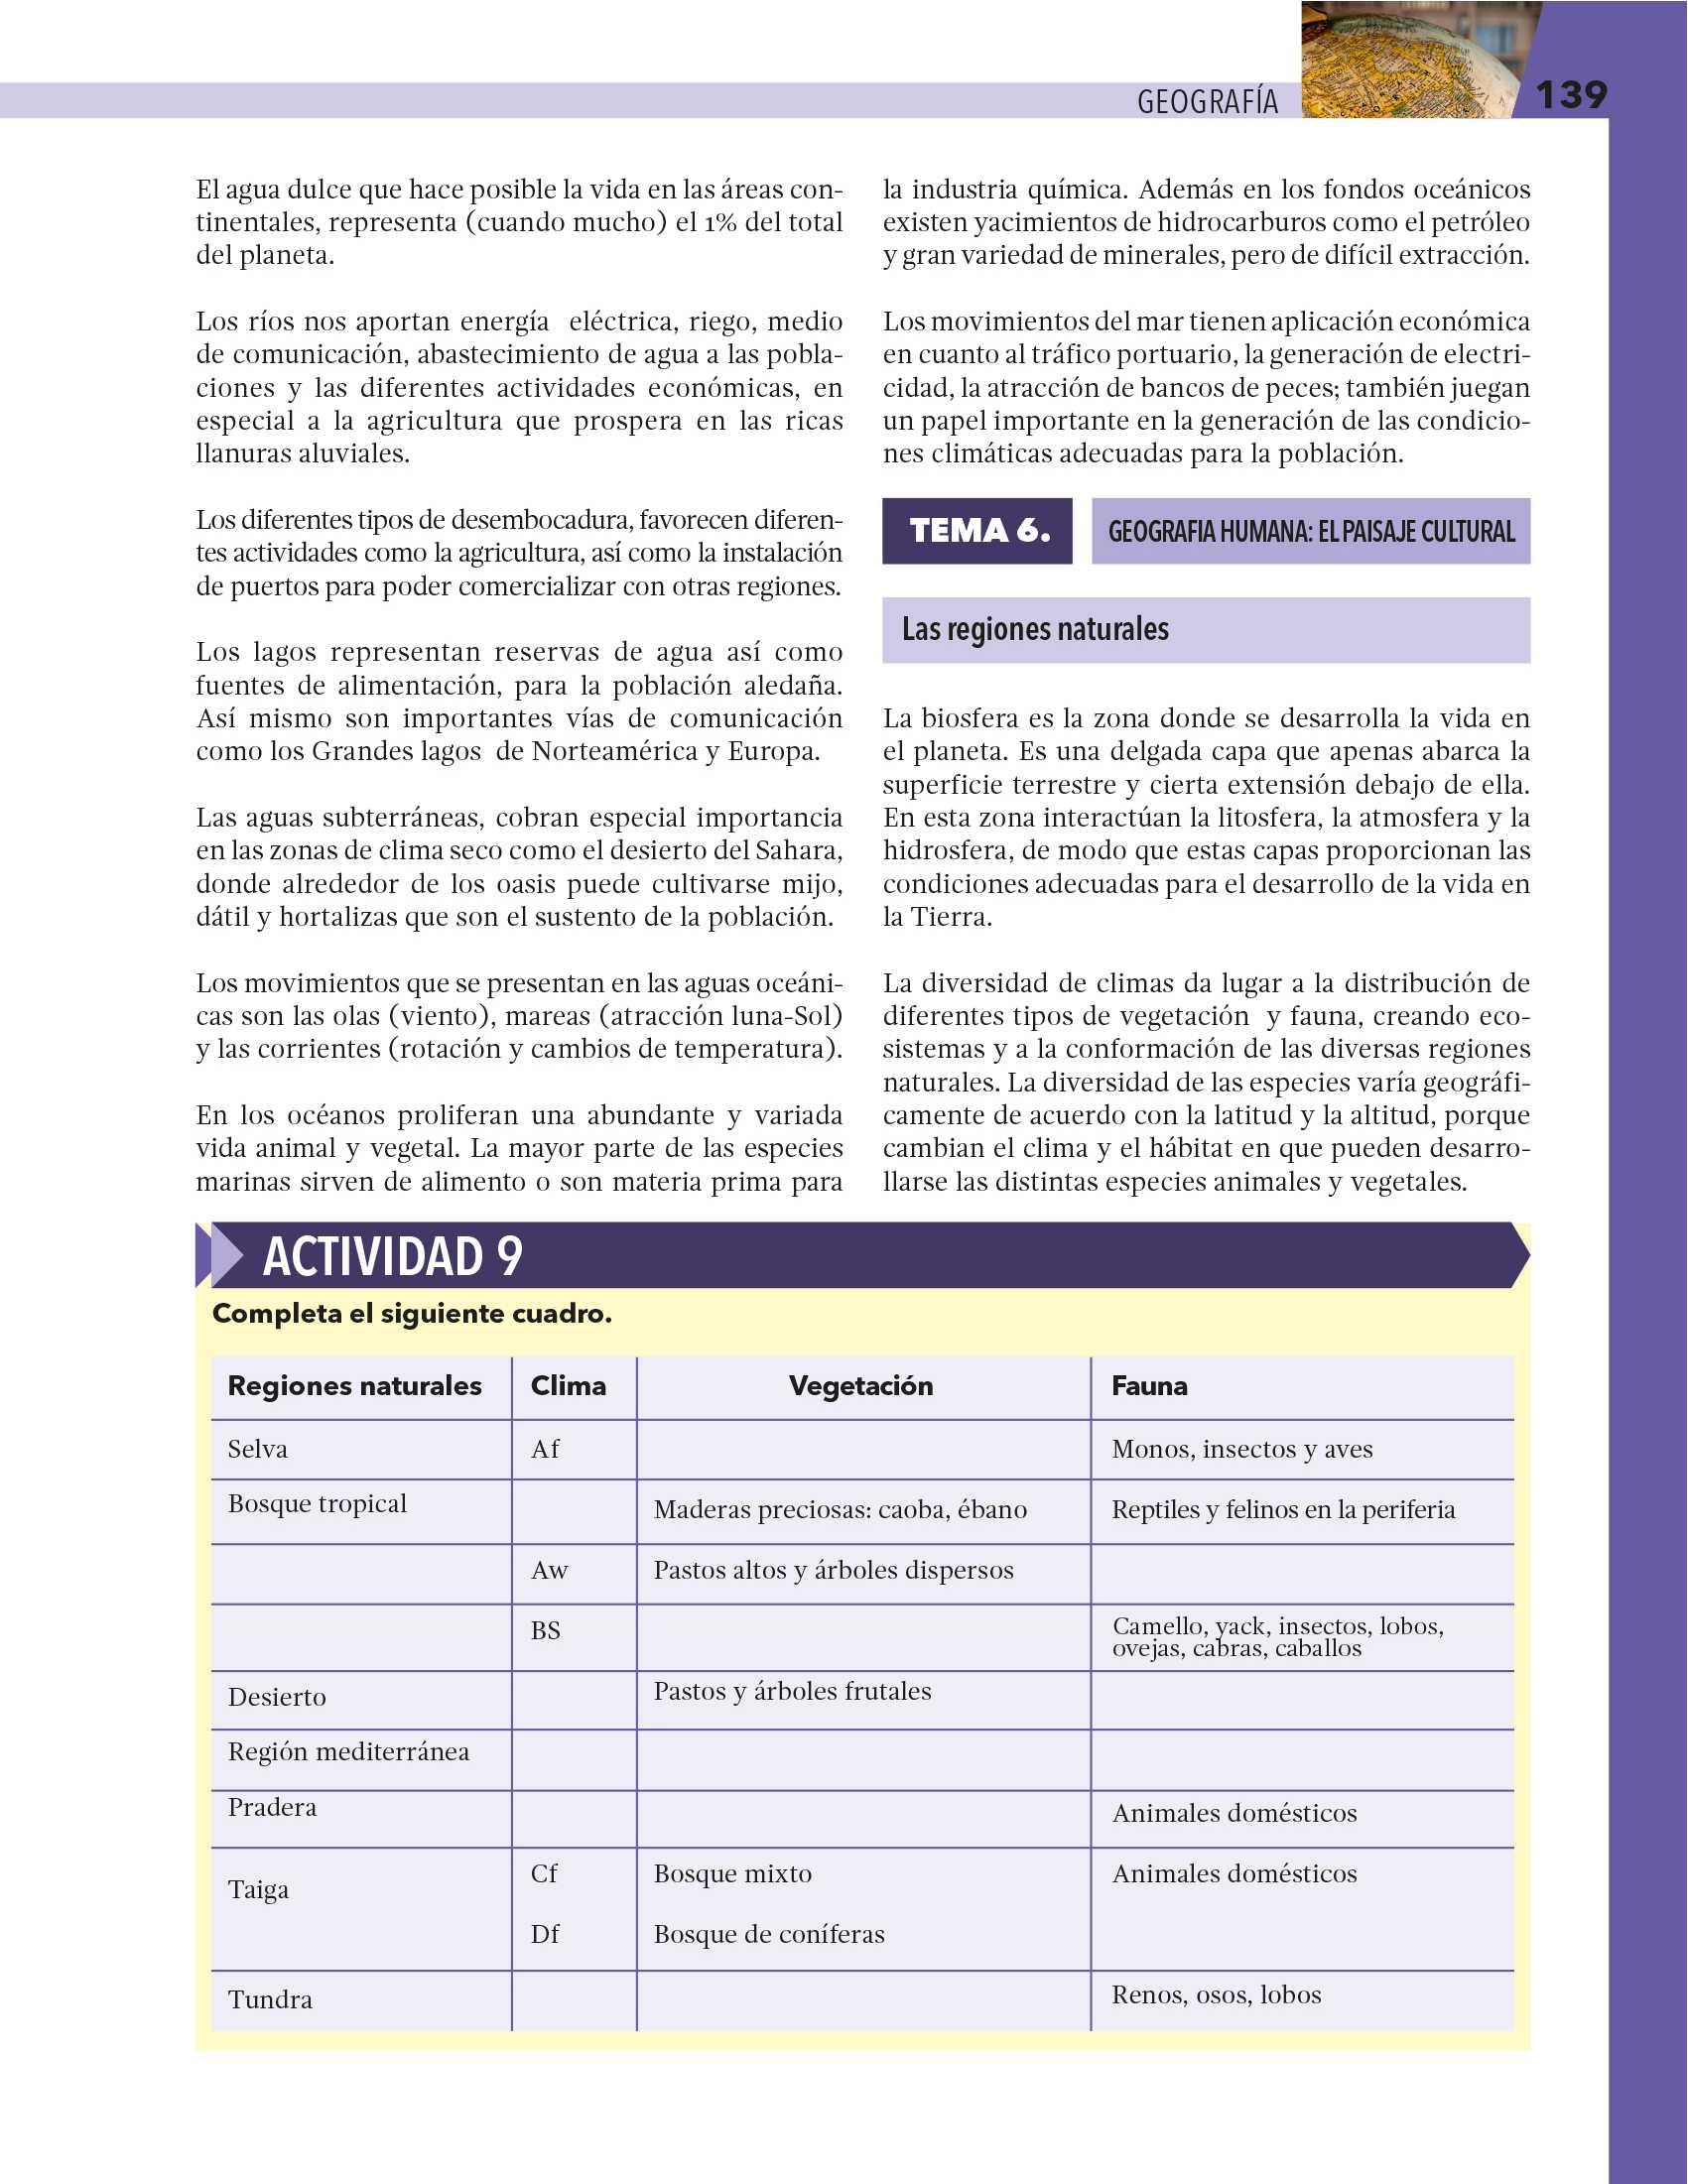 GEOGRAFÍA
139
El agua dulce que hace posible la vida en las áreas con-
tinentales, representa (cuando mucho) el 1% del total
del planeta.
Los ríos nos aportan energía eléctrica, riego, medio
de comunicación, abastecimiento de agua a las pobla-
ciones y las diferentes actividades económicas, en
especial a la agricultura que prospera en las ricas
llanuras aluviales.
Los diferentes tipos de desembocadura, favorecen diferen-
tes actividades como la agricultura, así como la instalación
de puertos para poder comercializar con otras regiones.
Los lagos representan reservas de agua así como
fuentes de alimentación, para la población aledaña.
Así mismo son importantes vías de comunicación
como los Grandes lagos de Norteamérica y Europa.
Las aguas subterráneas, cobran especial importancia
en las zonas de clima seco como el desierto del Sahara,
donde alrededor de los oasis puede cultivarse mijo,
dátil y hortalizas que son el sustento de la población.
Los movimientos que se presentan en las aguas oceáni-
cas son las olas (viento), mareas (atracción luna-Sol)
y las corrientes (rotación y cambios de temperatura).
En los océanos proliferan una abundante y variada
vida animal y vegetal. La mayor parte de las especies
marinas sirven de alimento o son materia prima para
la industria química. Además en los fondos oceánicos
existen yacimientos de hidrocarburos como el petróleo
y gran variedad de minerales, pero de difícil extracción.
Los movimientos del mar tienen aplicación económica
en cuanto al tráfico portuario, la generación de electri-
cidad, la atracción de bancos de peces; también juegan
un papel importante en la generación de las condicio-
nes climáticas adecuadas para la población.
TEMA 6. GEOGRAFIA HUMANA: EL PAISAJE CULTURAL
Las regiones naturales
La biosfera es la zona donde se desarrolla la vida en
el planeta. Es una delgada capa que apenas abarca la
superficie terrestre y cierta extensión debajo de ella.
En esta zona interactúan la litosfera, la atmosfera y la
hidrosfera, de modo que estas capas proporcionan las
condiciones adecuadas para el desarrollo de la vida en
la Tierra.
La diversidad de climas da lugar a la distribución de
diferentes tipos de vegetación y fauna, creando eco-
sistemas y a la conformación de las diversas regiones
naturales. La diversidad de las especies varía geográfi-
camente de acuerdo con la latitud y la altitud, porque
cambian el clima y el hábitat en que pueden desarro-
llarse las distintas especies animales y vegetales.
ACTIVIDAD 9
Completa el siguiente cuadro.
Regiones naturales Clima Vegetación Fauna
Selva Af Monos, insectos y aves
Bosque tropical Maderas preciosas: caoba, ébano Reptiles y felinos en la periferia
Aw Pastos altos y árboles dispersos
BS Camello, yack, insectos, lobos,
ovejas, cabras, caballos
Desierto Pastos y árboles frutales
Región mediterránea
Pradera Animales domésticos
Taiga Cf Bosque mixto Animales domésticos
Df Bosque de coníferas
Tundra Renos, osos, lobos